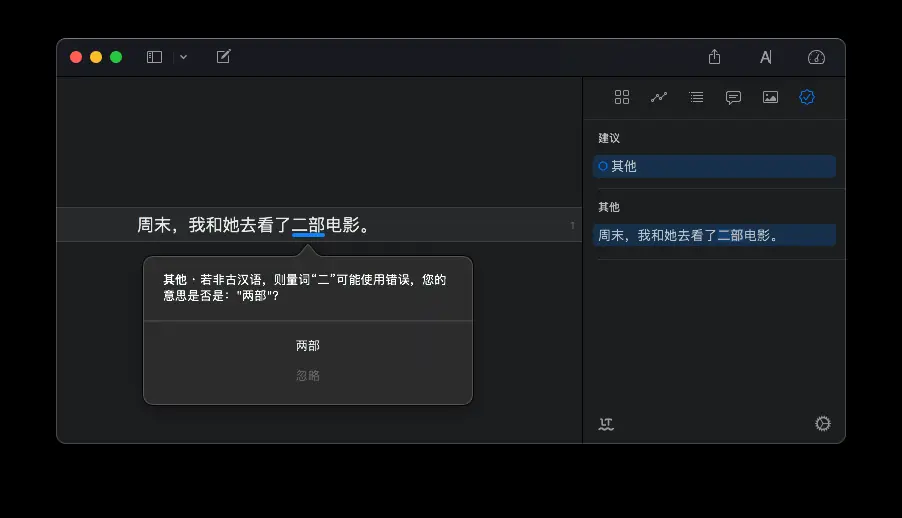 建议
其他
其他
周末，我和她去看了二部电影。
周末，我和她去看了二部电影。
1
其他 · 若非古汉语，则量词“二”可能使用错误，您的
意思是否是："两部"?
两部
忽略
LT